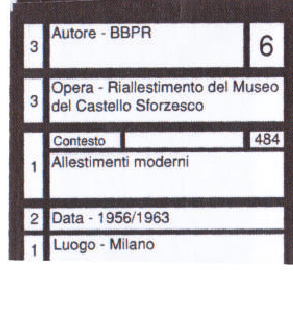 3 Autore - BBPR 6
3 Opera - Riallestimento del Museo
del Castello Sforzesco
Contesto 484
1 Allestimenti moderni
2 Data - 1956/1963
1 Luogo - Milano